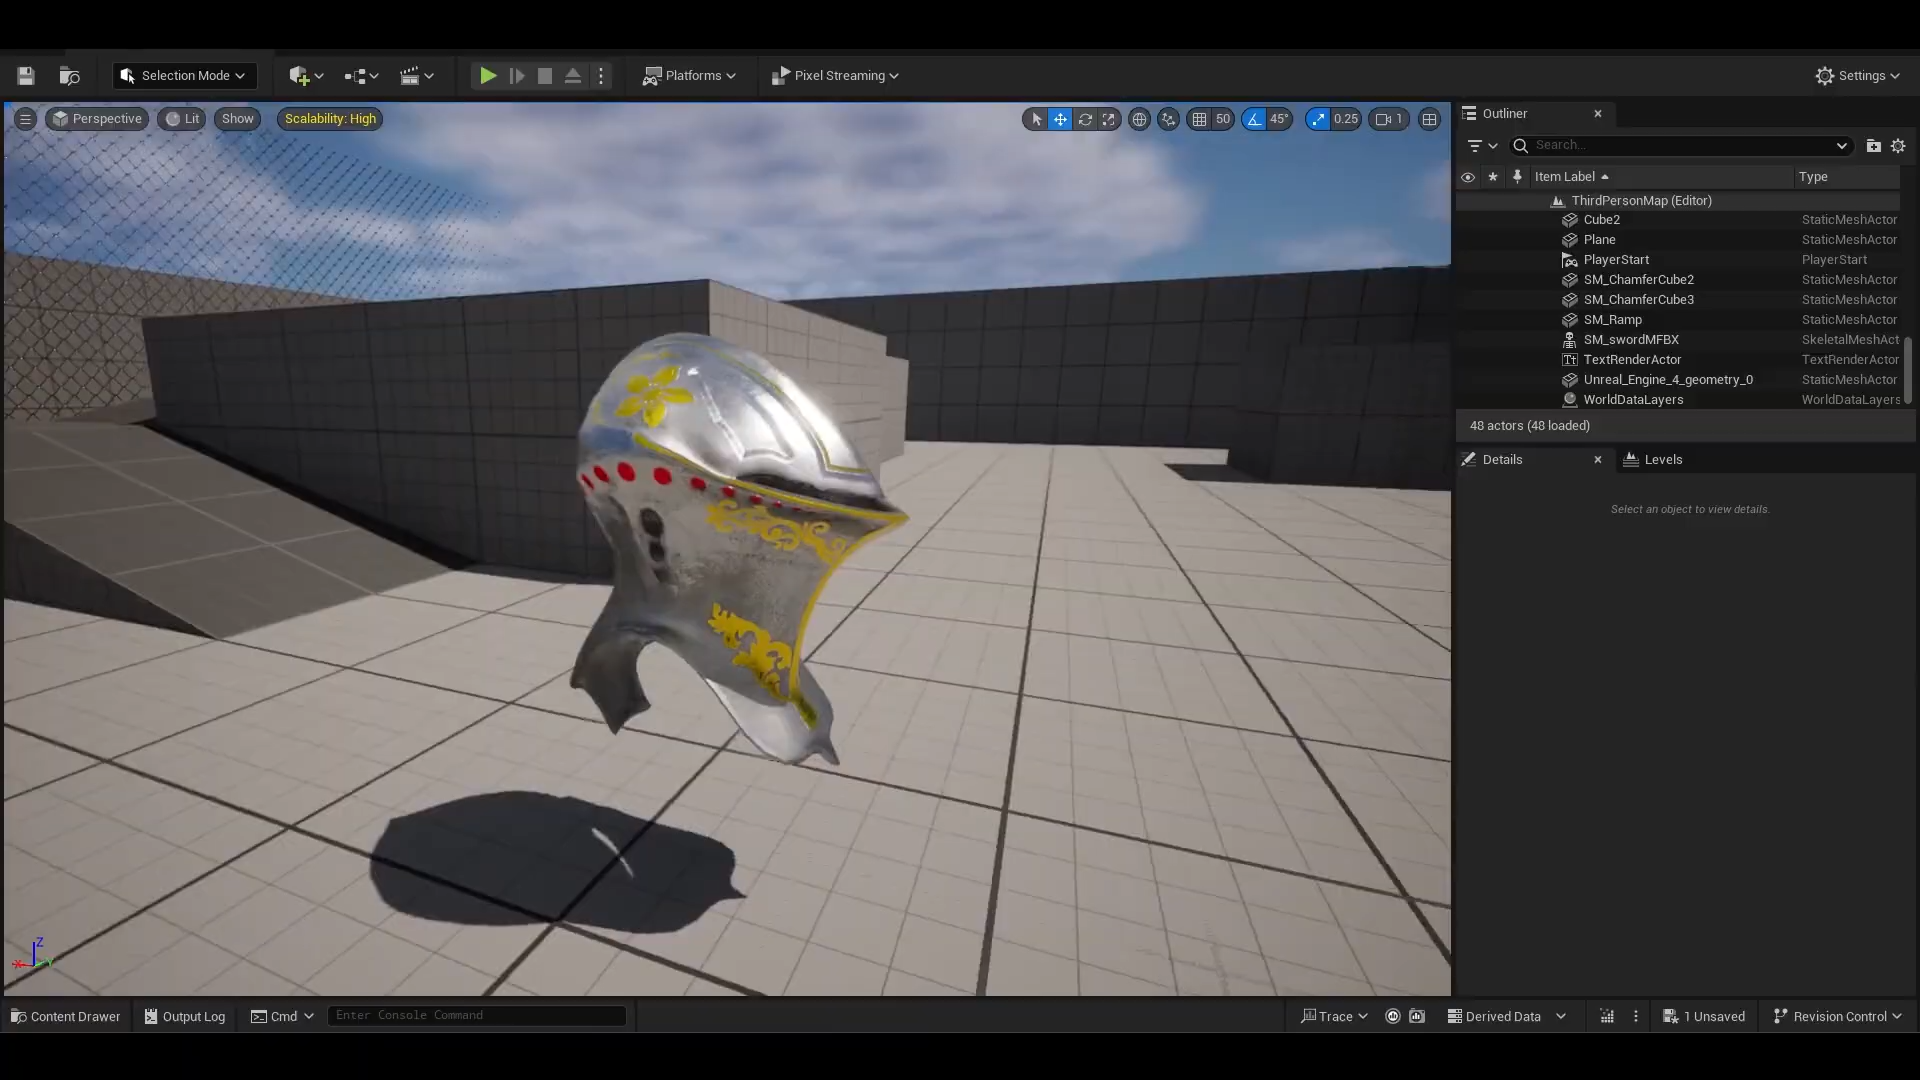 Selection Mode
Platforms
Pixel Streaming
Settings
Perspective
Lit
Show
Scalability: High
50
45°
0.25
1
Outliner
Search...
Item Label
Type
ThirdPersonMap (Editor)
Cube2 StaticMeshActor
Plane StaticMeshActor
PlayerStart PlayerStart
SM_ChamferCube2 StaticMeshActor
SM_ChamferCube3 StaticMeshActor
SM_Ramp StaticMeshActor
SM_swordMFBX SkeletalMeshAct
TextRenderActor TextRenderActor
Unreal_Engine_4_geometry_0 StaticMeshActor
WorldDataLayers WorldDataLayers
48 actors (48 loaded)
Details
Levels
Select an object to view details.
Z
X
Y
Content Drawer
Output Log
Cmd
Enter Console Command
Trace
Derived Data
1 Unsaved
Revision Control